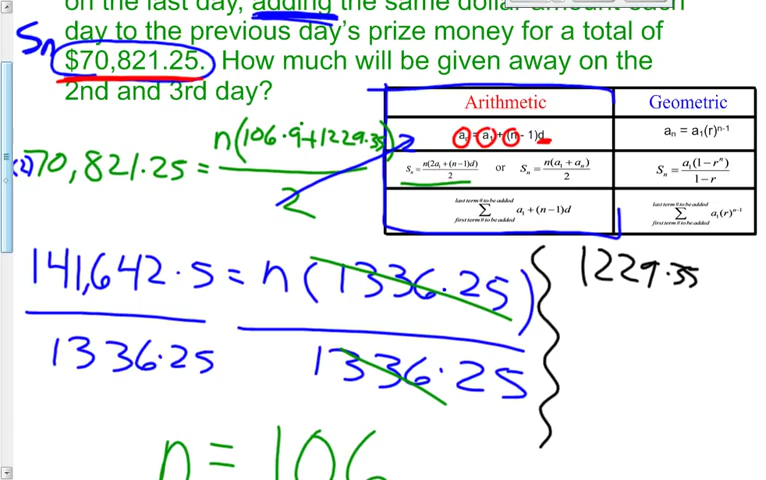 on the last day, adding the same dollar amount each
day to the previous day's prize money for a total of
$70,821.25. How much will be given away on the
2nd and 3rd day?
Sn
Arithmetic Geometric
aₙ = a₁ + (n - 1)d aₙ = a₁(r)ⁿ⁻¹
Sₙ = n(2a₁ + (n−1)d) / 2 or Sₙ = n(a₁ + aₙ) / 2 Sₙ = a₁(1 − rⁿ) / 1 − r
last term # to be added
∑ a₁ + (n − 1)d
first term # to be added
last term # to be added
∑ a₁(r)ⁿ⁻¹
first term # to be added
(2) 70,821.25 = n(106.9 + 1229.35) / 2
141,642.5 = n(1336.25)
1336.25 1336.25
n = 106
1229.35